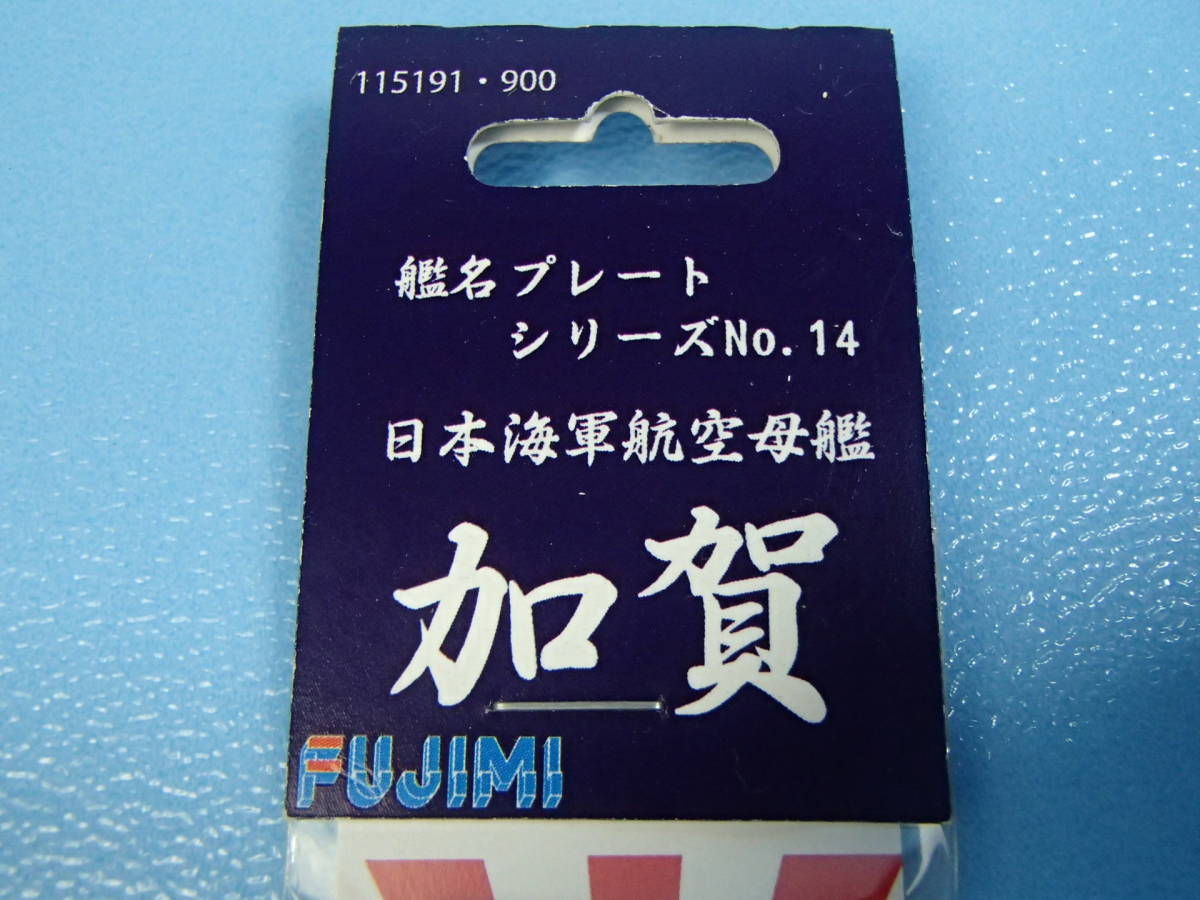 115191・900
艦名プレート
シリーズNo.14
日本海軍航空母艦
加賀
FUJIMI